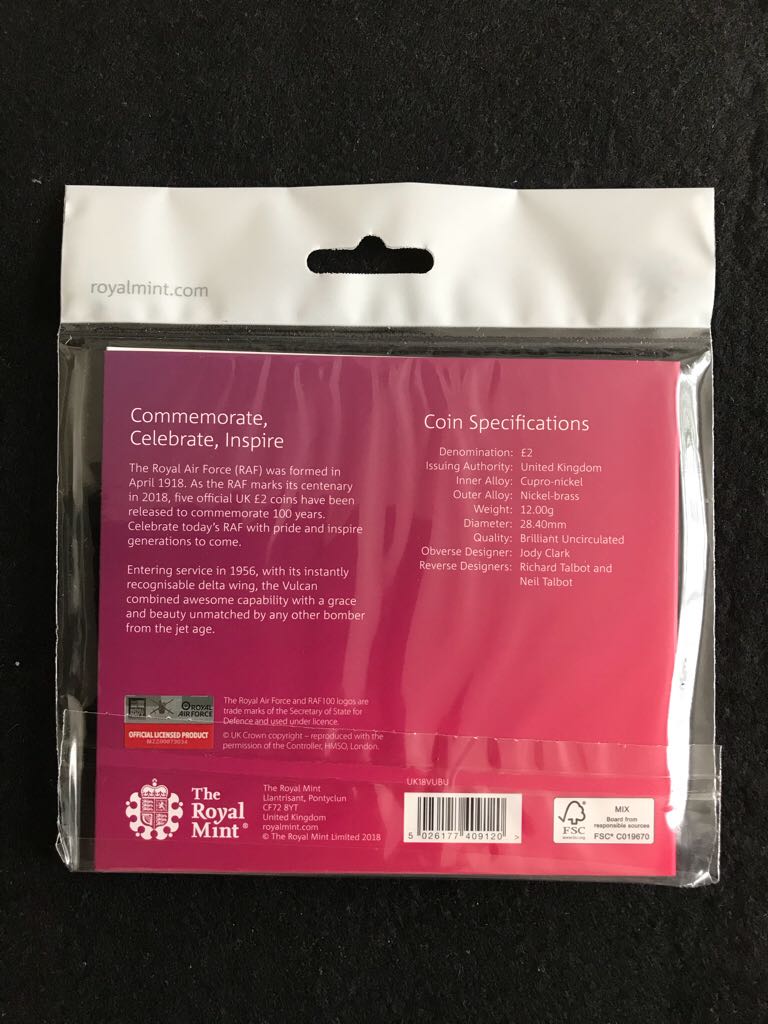 royalmint.com
Commemorate,
Celebrate, Inspire
The Royal Air Force (RAF) was formed in
April 1918. As the RAF marks its centenary
in 2018, five official UK £2 coins have been
released to commemorate 100 years.
Celebrate today's RAF with pride and inspire
generations to come.
Entering service in 1956, with its instantly
recognisable delta wing, the Vulcan
combined awesome capability with a grace
and beauty unmatched by any other bomber
from the jet age.
Coin Specifications
Denomination: £2
Issuing Authority: United Kingdom
Inner Alloy: Cupro-nickel
Outer Alloy: Nickel-brass
Weight: 12.00g
Diameter: 28.40mm
Quality: Brilliant Uncirculated
Obverse Designer: Jody Clark
Reverse Designers: Richard Talbot and
Neil Talbot
ROYAL
AIR FORCE
OFFICIAL LICENSED PRODUCT
The Royal Air Force and RAF100 logos are
trade marks of the Secretary of State for
Defence and used under licence.
© UK Crown copyright – reproduced with the
permission of the Controller, HMSO, London.
The
Royal
Mint®
The Royal Mint
Llantrisant, Pontyclun
CF72 8YT
United Kingdom
royalmint.com
© The Royal Mint Limited 2018
UK18VUBU
5 026177 409120 >
FSC
MIX
Board from
responsible sources
FSC® C019670